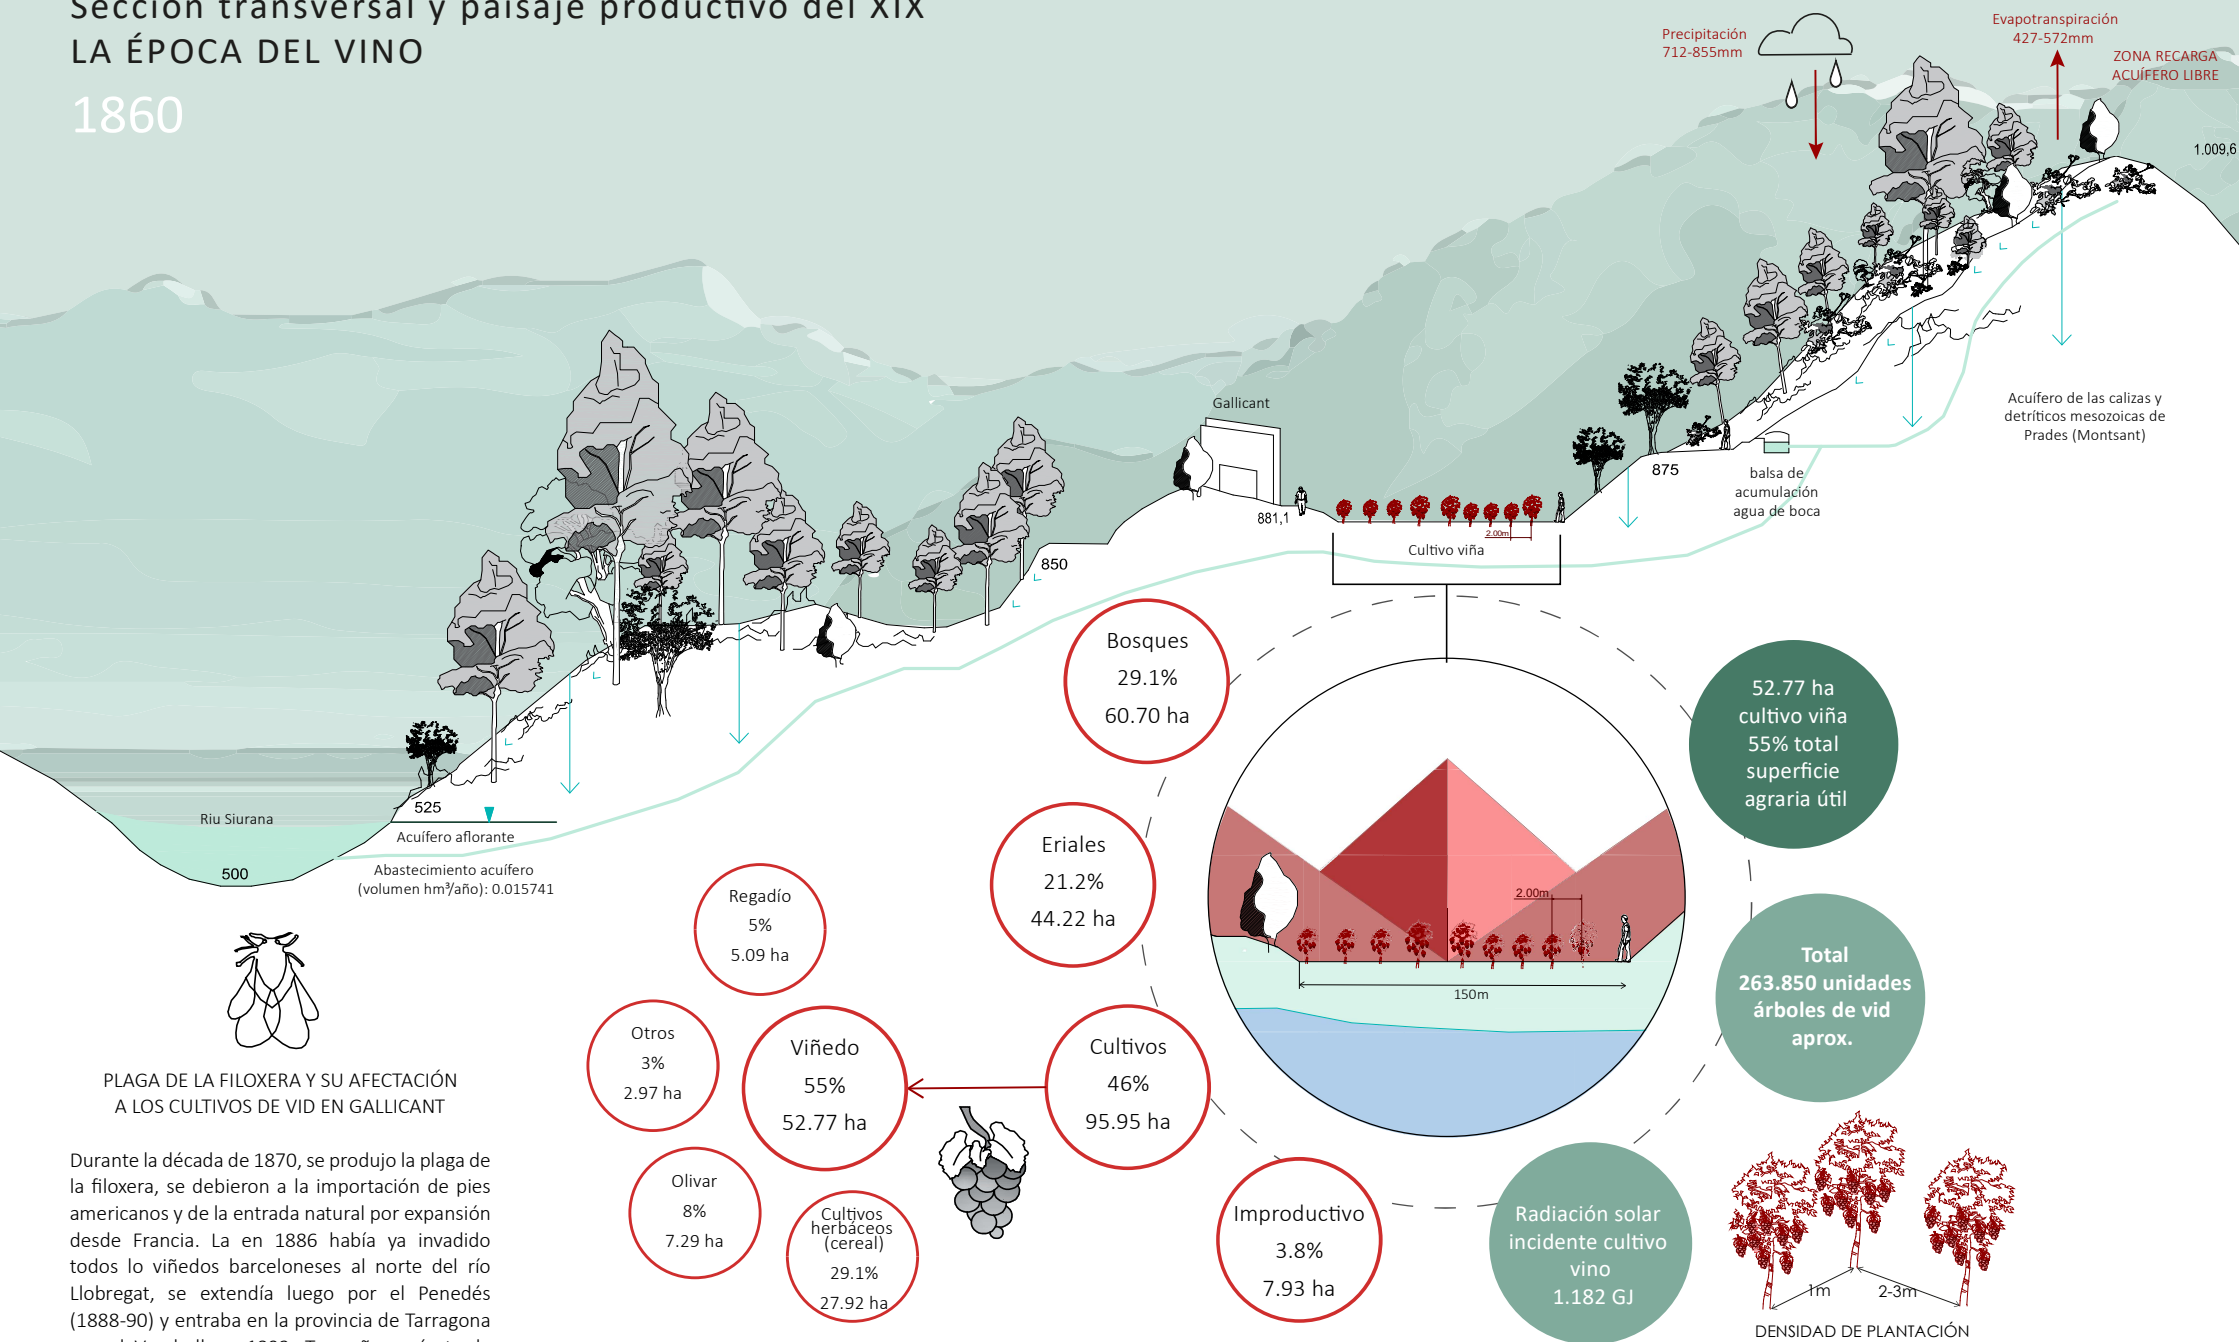 Sección transversal y paisaje productivo del XIX
LA ÉPOCA DEL VINO
1860
Precipitación
712-855mm
Evapotranspiración
427-572mm
ZONA RECARGA
ACUÍFERO LIBRE
1.009,6
Gallicant
881,1
2.00m
Cultivo viña
875
balsa de
acumulación
agua de boca
Acuífero de las calizas y
detríticos mesozoicas de
Prades (Montsant)
850
525
Riu Siurana
500
Acuífero aflorante
Abastecimiento acuífero
(volumen hm³/año): 0.015741
Bosques
29.1%
60.70 ha
Eriales
21.2%
44.22 ha
Cultivos
46%
95.95 ha
Improductivo
3.8%
7.93 ha
Regadío
5%
5.09 ha
Otros
3%
2.97 ha
Viñedo
55%
52.77 ha
Olivar
8%
7.29 ha
Cultivos
herbáceos
(cereal)
29.1%
27.92 ha
2.00m
150m
52.77 ha
cultivo viña
55% total
superficie
agraria útil
Total
263.850 unidades
árboles de vid
aprox.
Radiación solar
incidente cultivo
vino
1.182 GJ
1m
2-3m
DENSIDAD DE PLANTACIÓN
PLAGA DE LA FILOXERA Y SU AFECTACIÓN
A LOS CULTIVOS DE VID EN GALLICANT
Durante la década de 1870, se produjo la plaga de
la filoxera, se debieron a la importación de pies
americanos y de la entrada natural por expansión
desde Francia. La en 1886 había ya invadido
todos lo viñedos barceloneses al norte del río
Llobregat, se extendía luego por el Penedés
(1888-90) y entraba en la provincia de Tarragona